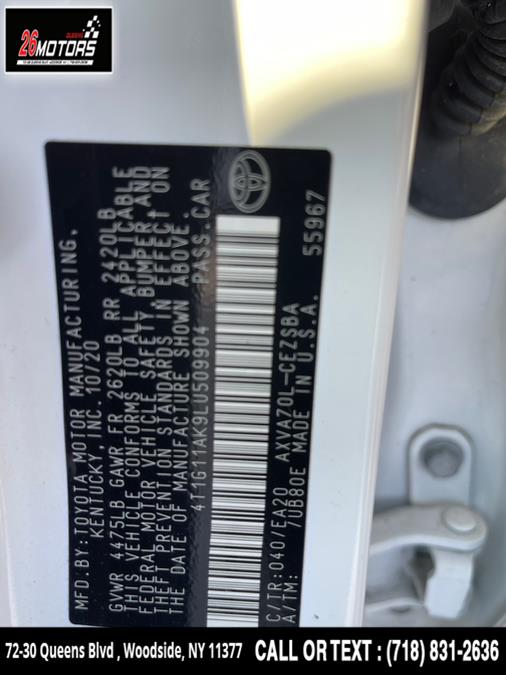 QUEENS
26MOTORS
MFD.BY:TOYOTA MOTOR MANUFACTURING,
KENTUCKY, INC. 10/20
GVWR 4475LB GAWR FR 2620LB RR 2420LB
THIS VEHICLE CONFORMS TO ALL APPLICABLE
FEDERAL MOTOR VEHICLE SAFETY,BUMPER,AND
THEFT PREVENTION STANDARDS IN EFFECT ON
THE DATE OF MANUFACTURE SHOWN ABOVE.
4T1G11AK9LU509904 PASS.CAR
C/TR:040/EA20 AXVA70L-CEZSBA
A/TM: /UB80E MADE IN U.S.A.
55967
72-30 Queens Blvd , Woodside, NY 11377 CALL OR TEXT : (718) 831-2636